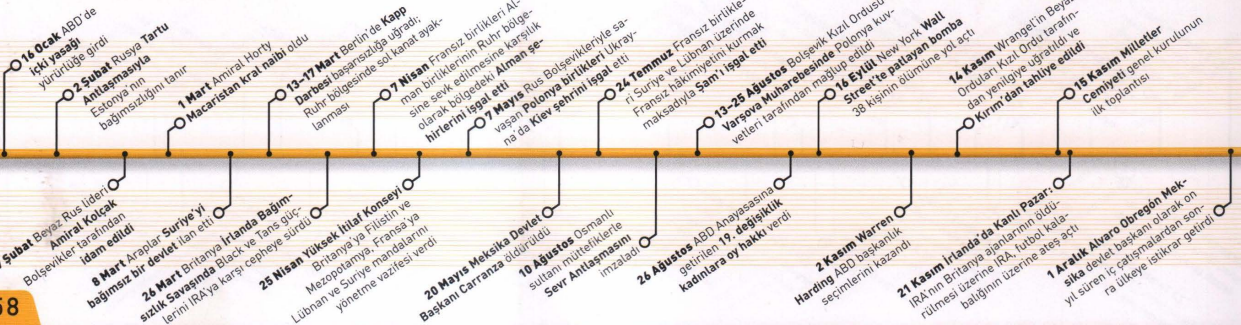 16 Ocak ABD'de
içki yasağı
yürürlüğe girdi
2 Şubat Rusya Tartu
Antlaşmasıyla
Estonya'nın
bağımsızlığını tanır
1 Mart Amiral Horty
Macaristan kral naibi oldu
13–17 Mart Berlin'de Kapp
Darbesi başarısızlığa uğradı;
Ruhr bölgesinde sol kanat ayak-
lanması
7 Nisan Fransız birlikleri Al-
man birliklerinin Ruhr bölge-
sine sevk edilmesine karşılık
olarak bölgedeki Alman şe-
hirlerini işgal etti
7 Mayıs Rus Bolşevikleriyle sa-
vaşan Polonya birlikleri Ukray-
na'da Kiev şehrini işgal etti
24 Temmuz Fransız birlikle-
ri Suriye ve Lübnan üzerinde
Fransız hâkimiyetini kurmak
maksadıyla Şam'ı işgal etti
13–25 Ağustos Bolşevik Kızıl Ordusu
Varşova Muharebesinde Polonya kuv-
vetleri tarafından mağlup edildi
16 Eylül New York Wall
Street'te patlayan bomba
38 kişinin ölümüne yol açtı
14 Kasım Wrangel'in Beyaz
Orduları Kızıl Ordu tarafın-
dan yenilgiye uğratıldı ve
Kırım'dan tahliye edildi
15 Kasım Milletler
Cemiyeti genel kurulunun
ilk toplantısı
Şubat Beyaz Rus lideri
Amiral Kolçak
Bolşevikler tarafından
idam edildi
8 Mart Araplar Suriye'yi
bağımsız bir devlet ilan etti
26 Mart Britanya İrlanda Bağım-
sızlık Savaşında Black ve Tans güç-
lerini IRA'ya karşı cepheye sürdü
25 Nisan Yüksek İtilaf Konseyi
Britanya'ya Filistin ve
Mezopotamya, Fransa'ya
Lübnan ve Suriye mandalarını
yönetme vazifesi verdi
20 Mayıs Meksika Devlet
Başkanı Carranza öldürüldü
10 Ağustos Osmanlı
sultanı müttefiklerle
Sevr Antlaşmasını
imzaladı
26 Ağustos ABD Anayasasına
getirilen 19. değişiklik
kadınlara oy hakkı verdi
2 Kasım Warren
Harding ABD başkanlık
seçimlerini kazandı
21 Kasım İrlanda'da Kanlı Pazar:
IRA'nın Britanya ajanlarının öldü-
rülmesi üzerine IRA, futbol kala-
balığının üzerine ateş açtı
1 Aralık Alvaro Obregón Mek-
sika devlet başkanı olarak on
yıl süren iç çatışmalardan son-
ra ülkeye istikrar getirdi
58